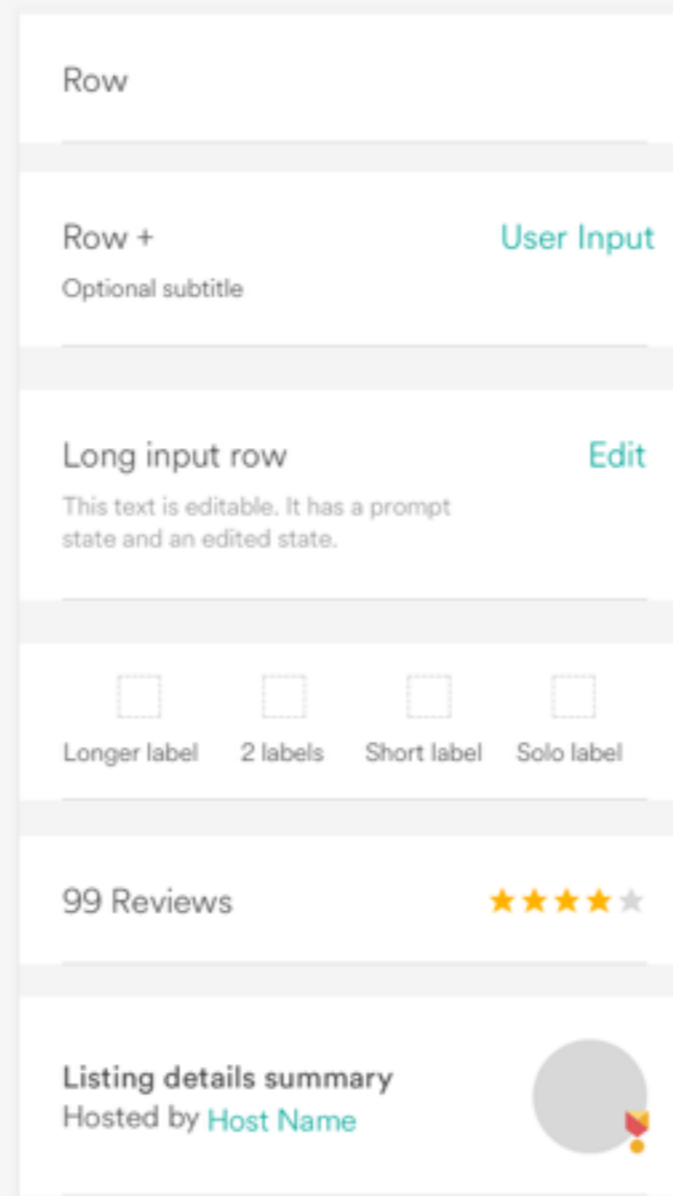 Row
Row + User Input
Optional subtitle
Long input row Edit
This text is editable. It has a prompt
state and an edited state.
Longer label 2 labels Short label Solo label
99 Reviews
Listing details summary
Hosted by Host Name